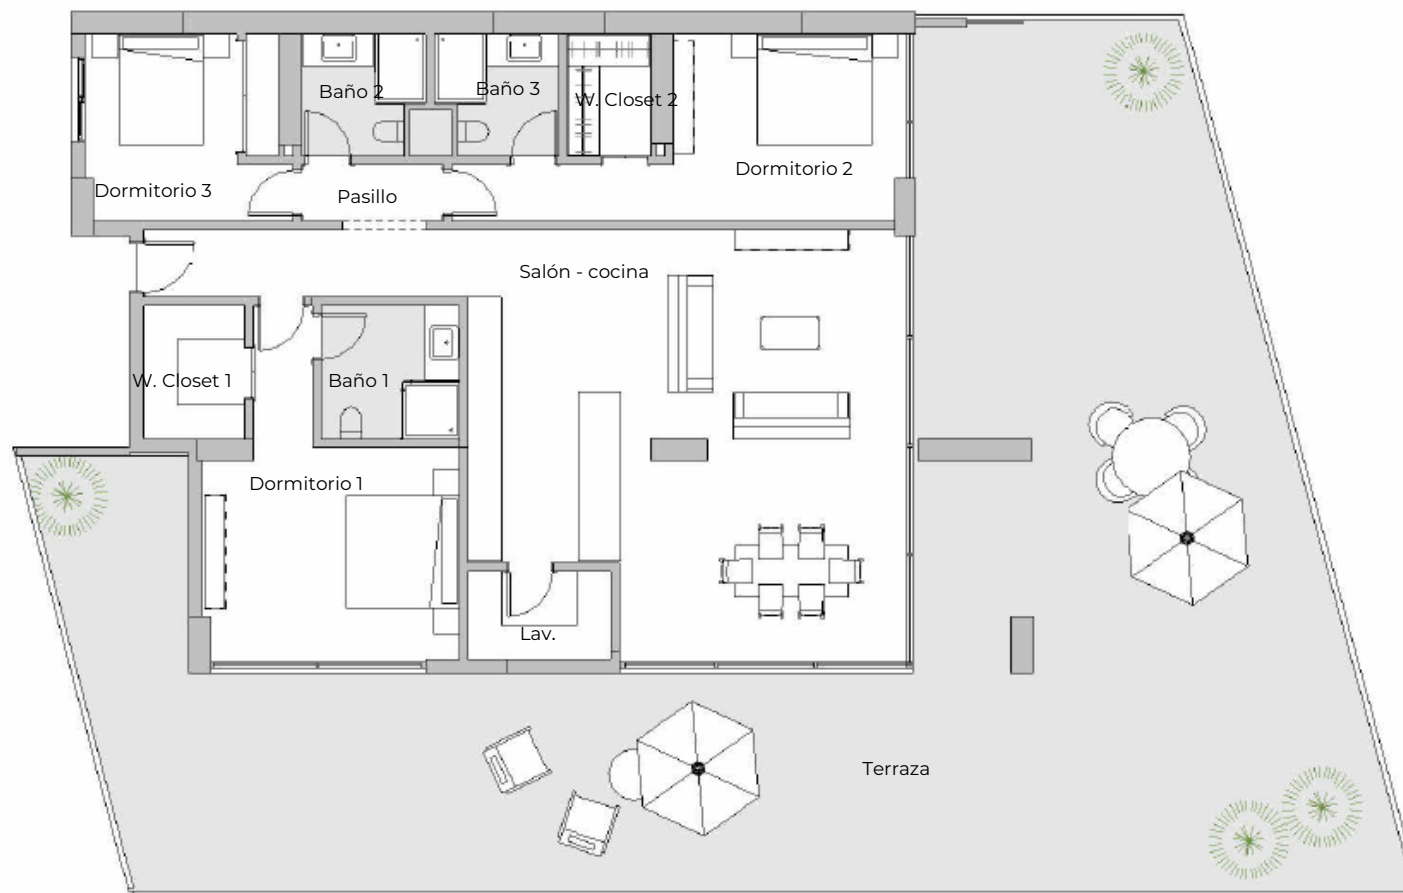 Baño 2
Baño 3
W. Closet 2
Dormitorio 2
Dormitorio 3
Pasillo
Salón - cocina
W. Closet 1
Baño 1
Dormitorio 1
Lav.
Terraza